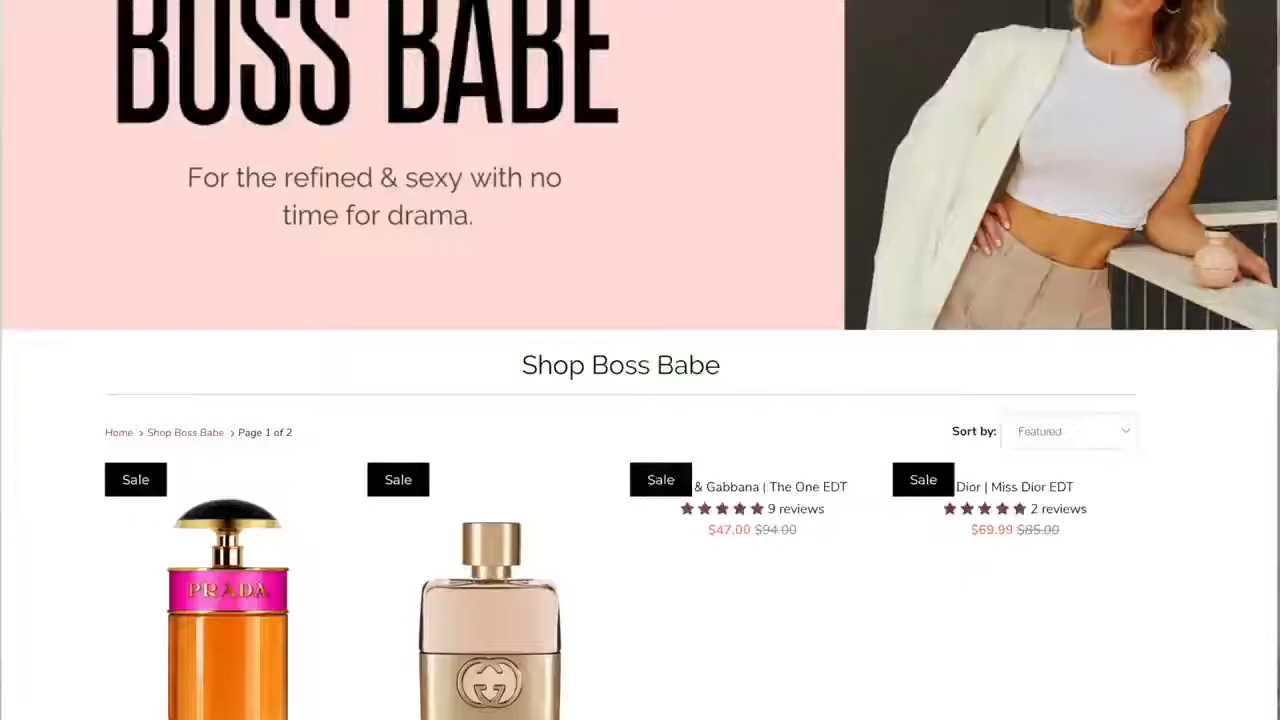 BOSS BABE
For the refined & sexy with no
time for drama.
Shop Boss Babe
Home > Shop Boss Babe > Page 1 of 2
Sort by: Featured
Sale
Sale
Sale
& Gabbana | The One EDT
9 reviews
$47.00 $94.00
Sale
Dior | Miss Dior EDT
2 reviews
$69.99 $85.00
PRADA